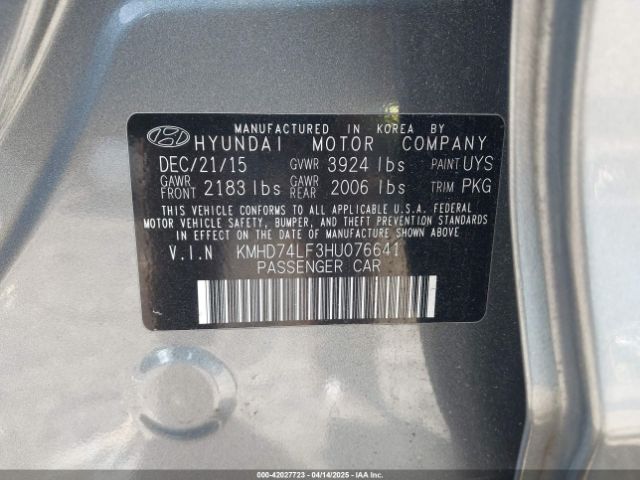 MANUFACTURED IN KOREA BY
HYUNDAI MOTOR COMPANY
DEC/21/15 GVWR 3924 lbs PAINT UYS
GAWR FRONT 2183 lbs GAWR REAR 2006 lbs TRIM PKG
THIS VEHICLE CONFORMS TO ALL APPLICABLE U.S.A. FEDERAL
MOTOR VEHICLE SAFETY, BUMPER, AND THEFT PREVENTION STANDARDS
IN EFFECT ON THE DATE OF MANUFACTURE SHOWN ABOVE
V.I.N KMHD74LF3HU076641
PASSENGER CAR
000-42027723 - 04/14/2025 - IAAI.COM